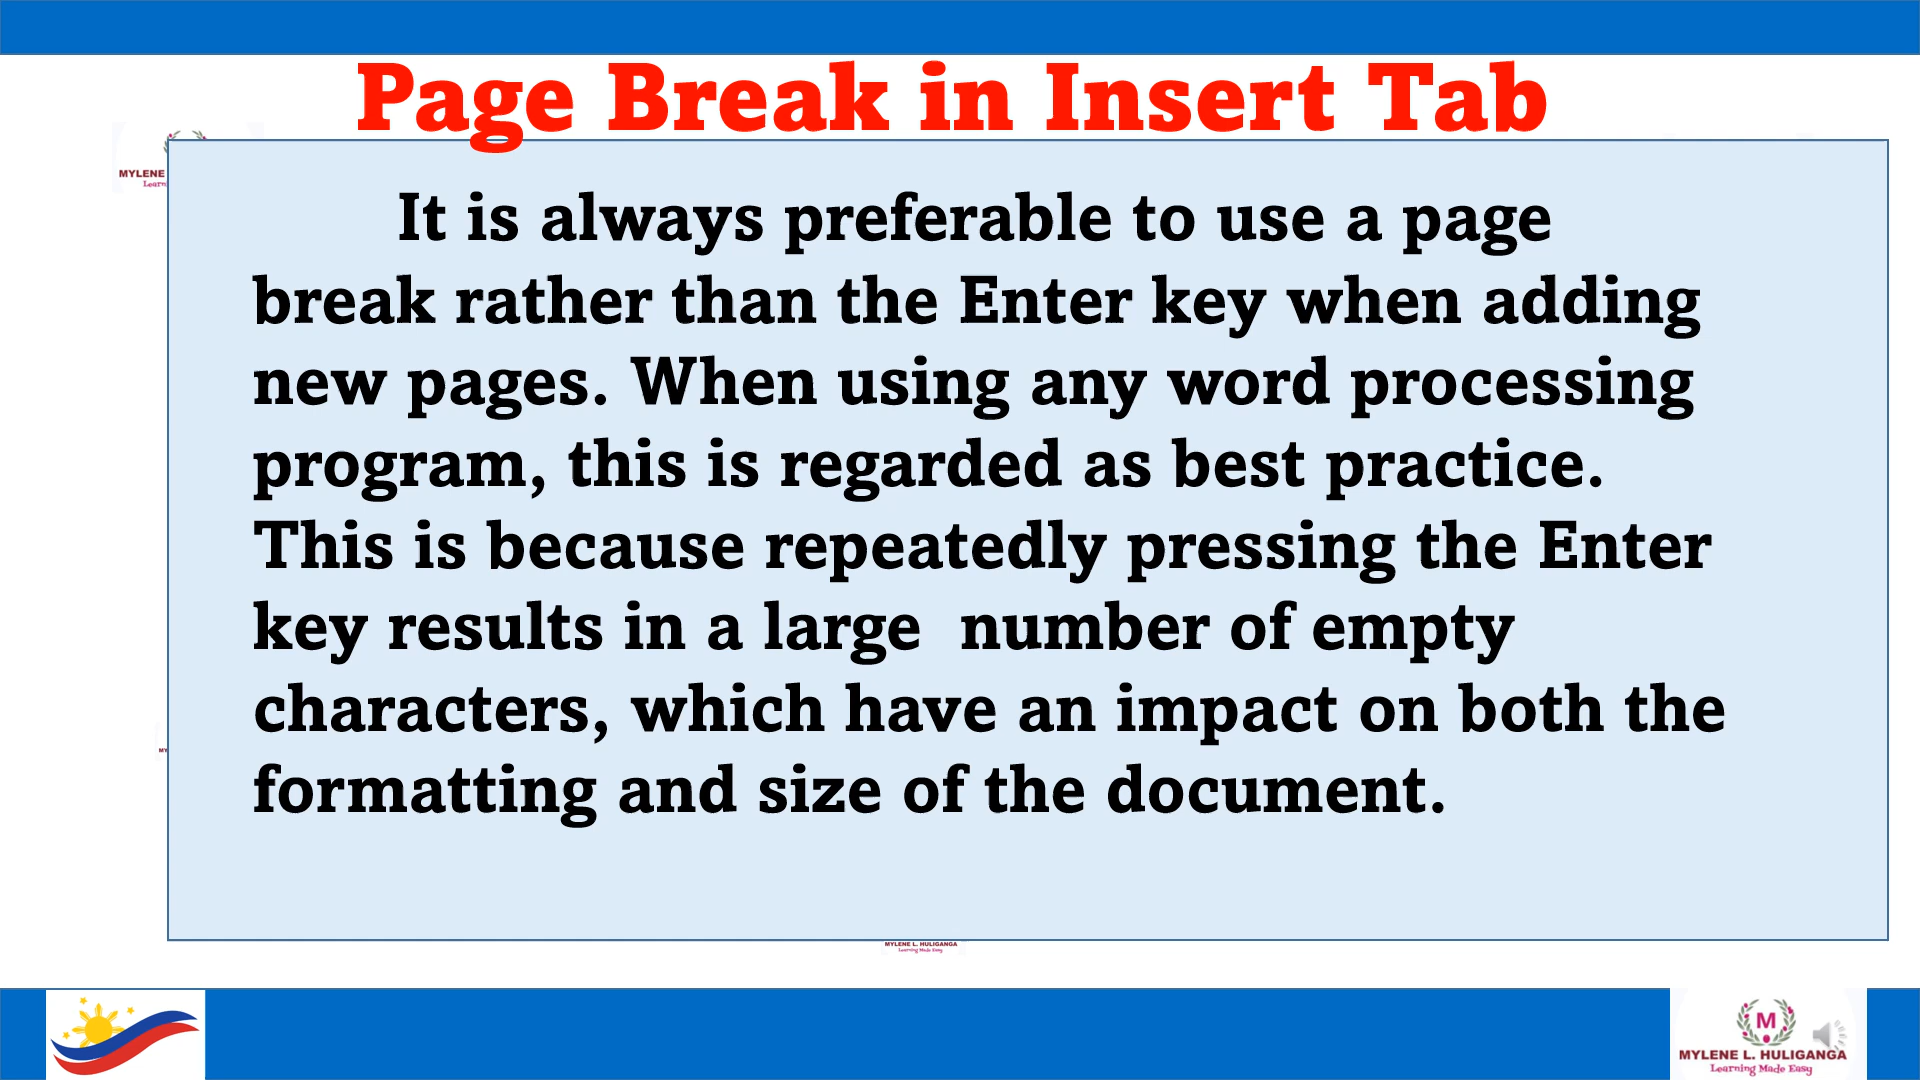 Page Break in Insert Tab
MYLENE
Learn
It is always preferable to use a page
break rather than the Enter key when adding
new pages. When using any word processing
program, this is regarded as best practice.
This is because repeatedly pressing the Enter
key results in a large  number of empty
characters, which have an impact on both the
formatting and size of the document.
MY
MYLENE L. HULIGANGA
Learning Made Easy
M
MYLENE L. HULIGANGA
Learning Made Easy